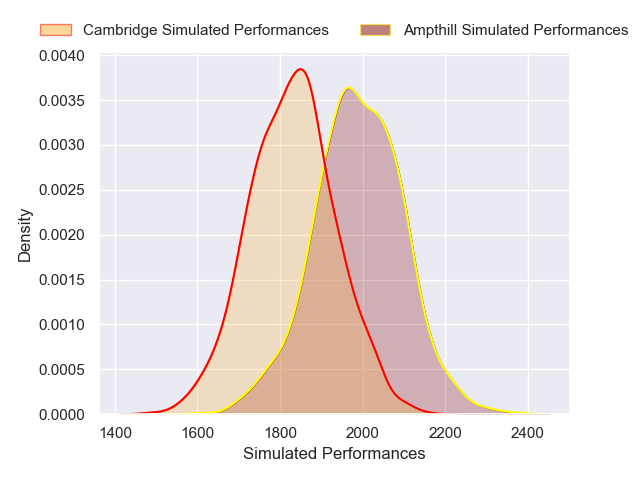 Cambridge Simulated Performances Ampthill Simulated Performances
0.0040
0.0035
0.0030
0.0025
0.0020
0.0015
0.0010
0.0005
0.0000
Density
1400 1600 1800 2000 2200 2400
Simulated Performances